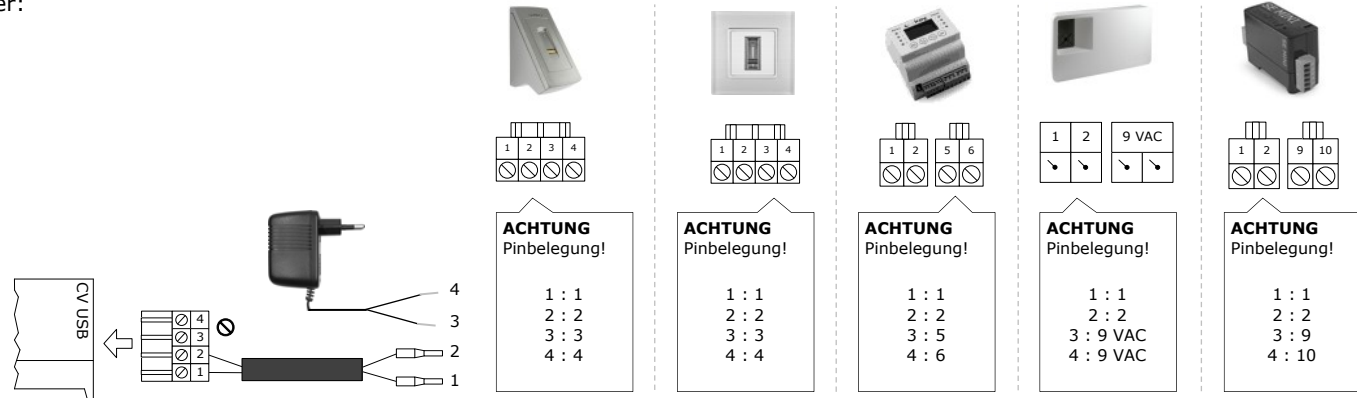 er:
1 2 3 4
1 2 3 4
1 2 5 6
1 2 9 VAC
1 2 9 10
ACHTUNG
Pinbelegung!
1 : 1
2 : 2
3 : 3
4 : 4
ACHTUNG
Pinbelegung!
1 : 1
2 : 2
3 : 3
4 : 4
ACHTUNG
Pinbelegung!
1 : 1
2 : 2
3 : 5
4 : 6
ACHTUNG
Pinbelegung!
1 : 1
2 : 2
3 : 9 VAC
4 : 9 VAC
ACHTUNG
Pinbelegung!
1 : 1
2 : 2
3 : 9
4 : 10
CV USB
4
3
2
1
4
3
2
1